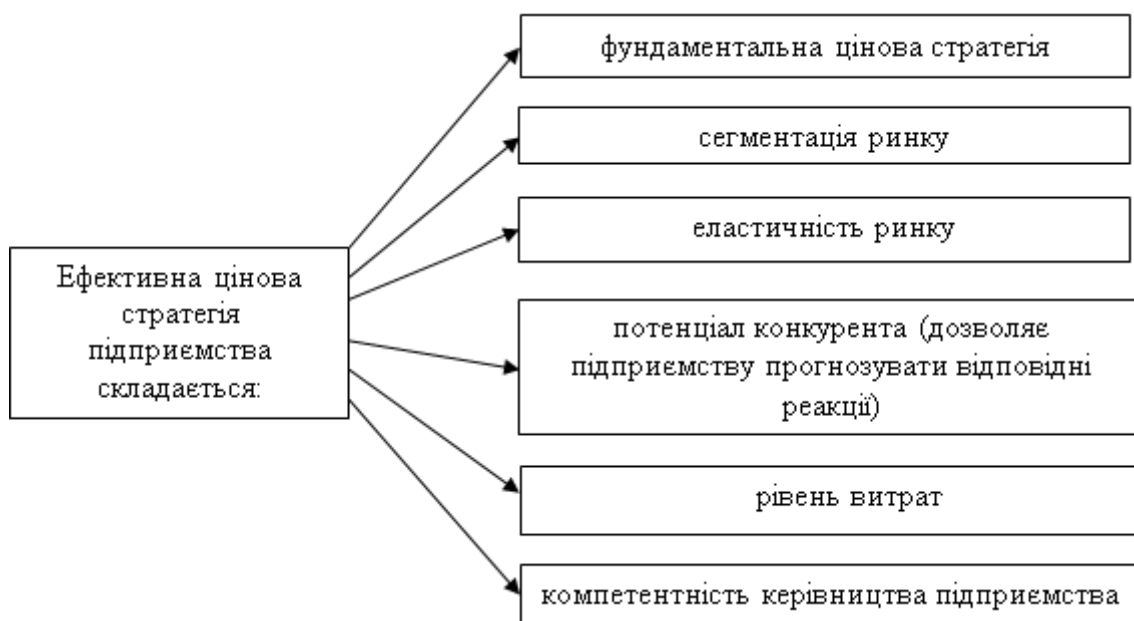 Ефективна цінова
стратегія
підприємства
складається:
фундаментальна цінова стратегія
сегментація ринку
еластичність ринку
потенціал конкурента (дозволяє
підприємству прогнозувати відповідні
реакції)
рівень витрат
компетентність керівництва підприємства